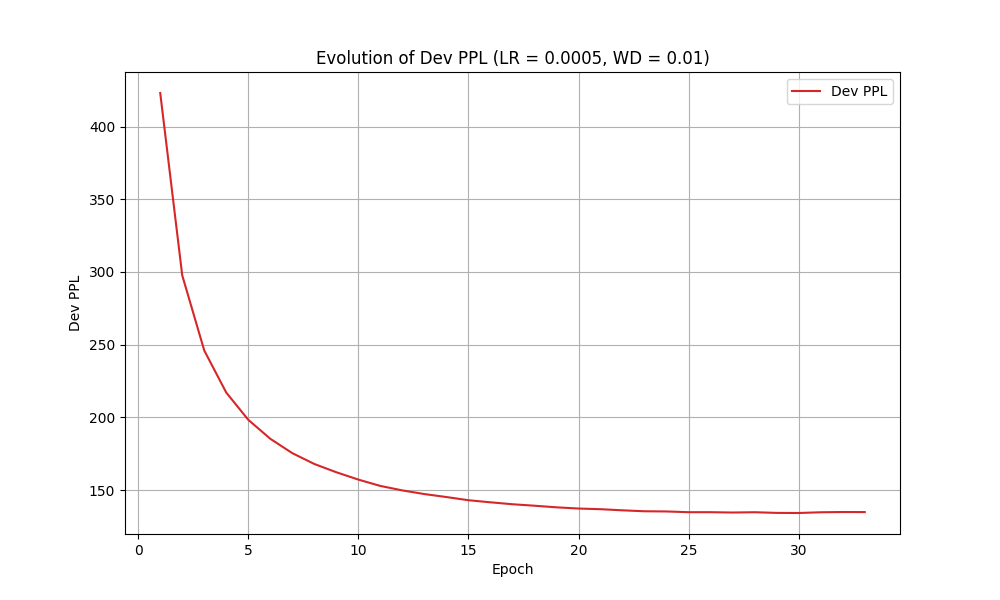 Evolution of Dev PPL (LR = 0.0005, WD = 0.01)
Dev PPL
400
350
300
250
200
150
Dev PPL
0 5 10 15 20 25 30
Epoch